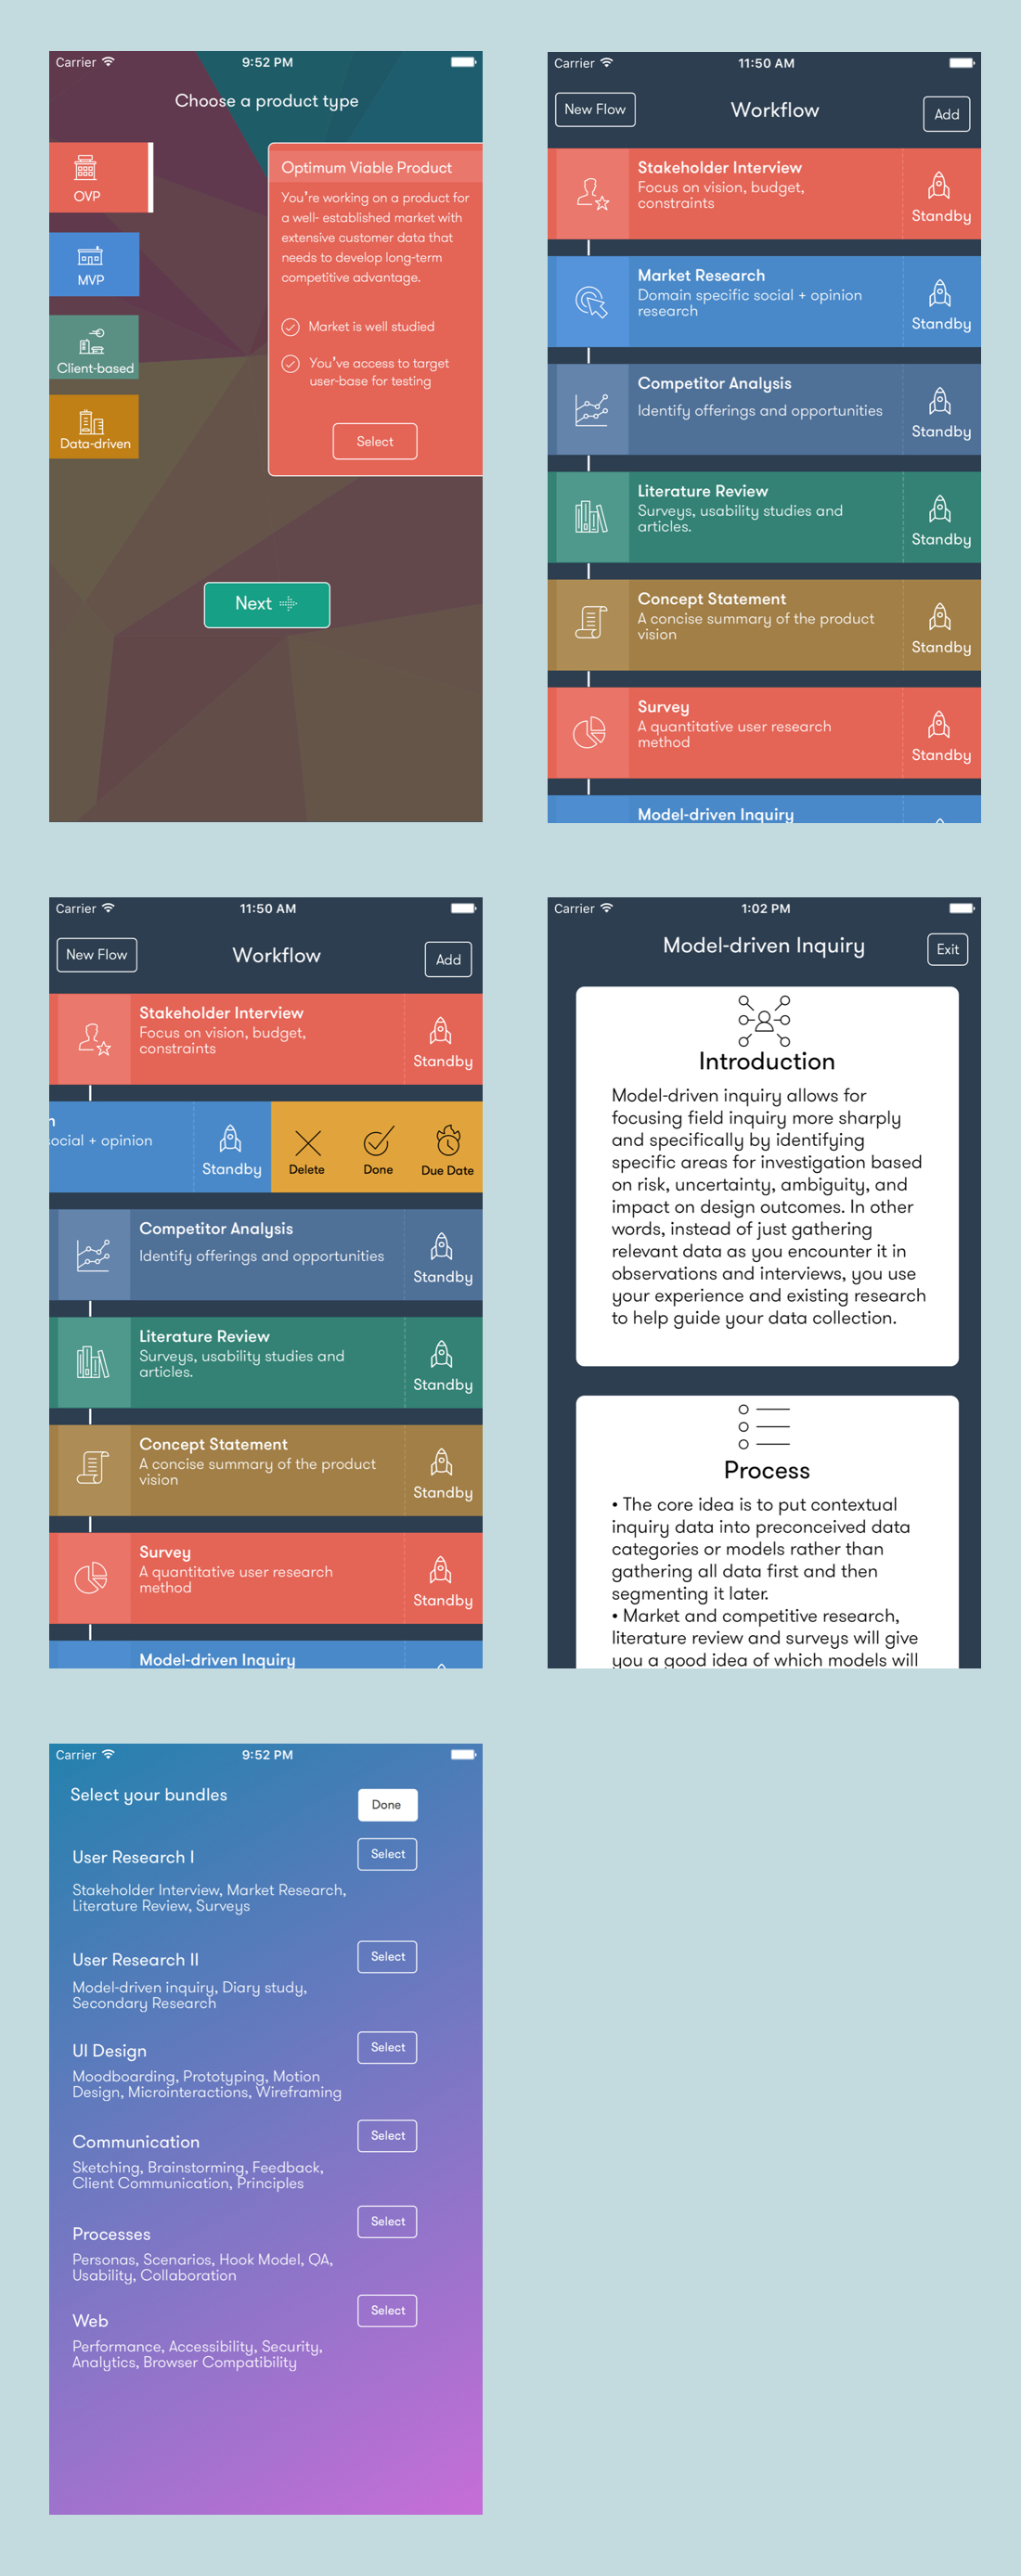 Carrier
9:52 PM
Choose a product type
OVP
MVP
Client-based
Data-driven
Optimum Viable Product
You're working on a product for
a well- established market with
extensive customer data that
needs to develop long-term
competitive advantage.
Market is well studied
You've access to target
user-base for testing
Select
Next
Carrier
11:50 AM
New Flow
Workflow
Add
Stakeholder Interview
Focus on vision, budget,
constraints
Standby
Market Research
Domain specific social + opinion
research
Standby
Competitor Analysis
Identify offerings and opportunities
Standby
Literature Review
Surveys, usability studies and
articles.
Standby
Concept Statement
A concise summary of the product
vision
Standby
Survey
A quantitative user research
method
Standby
Model-driven Inquiry
Carrier
11:50 AM
New Flow
Workflow
Add
Stakeholder Interview
Focus on vision, budget,
constraints
Standby
social + opinion
Standby
Delete
Done
Due Date
Competitor Analysis
Identify offerings and opportunities
Standby
Literature Review
Surveys, usability studies and
articles.
Standby
Concept Statement
A concise summary of the product
vision
Standby
Survey
A quantitative user research
method
Standby
Model-driven Inquiry
Carrier
1:02 PM
Model-driven Inquiry
Exit
Introduction
Model-driven inquiry allows for
focusing field inquiry more sharply
and specifically by identifying
specific areas for investigation based
on risk, uncertainty, ambiguity, and
impact on design outcomes. In other
words, instead of just gathering
relevant data as you encounter it in
observations and interviews, you use
your experience and existing research
to help guide your data collection.
Process
• The core idea is to put contextual
inquiry data into preconceived data
categories or models rather than
gathering all data first and then
segmenting it later.
• Market and competitive research,
literature review and surveys will give
you a good idea of which models will
Carrier
9:52 PM
Select your bundles
Done
User Research I
Select
Stakeholder Interview, Market Research,
Literature Review, Surveys
User Research II
Select
Model-driven inquiry, Diary study,
Secondary Research
UI Design
Select
Moodboarding, Prototyping, Motion
Design, Microinteractions, Wireframing
Communication
Select
Sketching, Brainstorming, Feedback,
Client Communication, Principles
Processes
Select
Personas, Scenarios, Hook Model, QA,
Usability, Collaboration
Web
Select
Performance, Accessibility, Security,
Analytics, Browser Compatibility